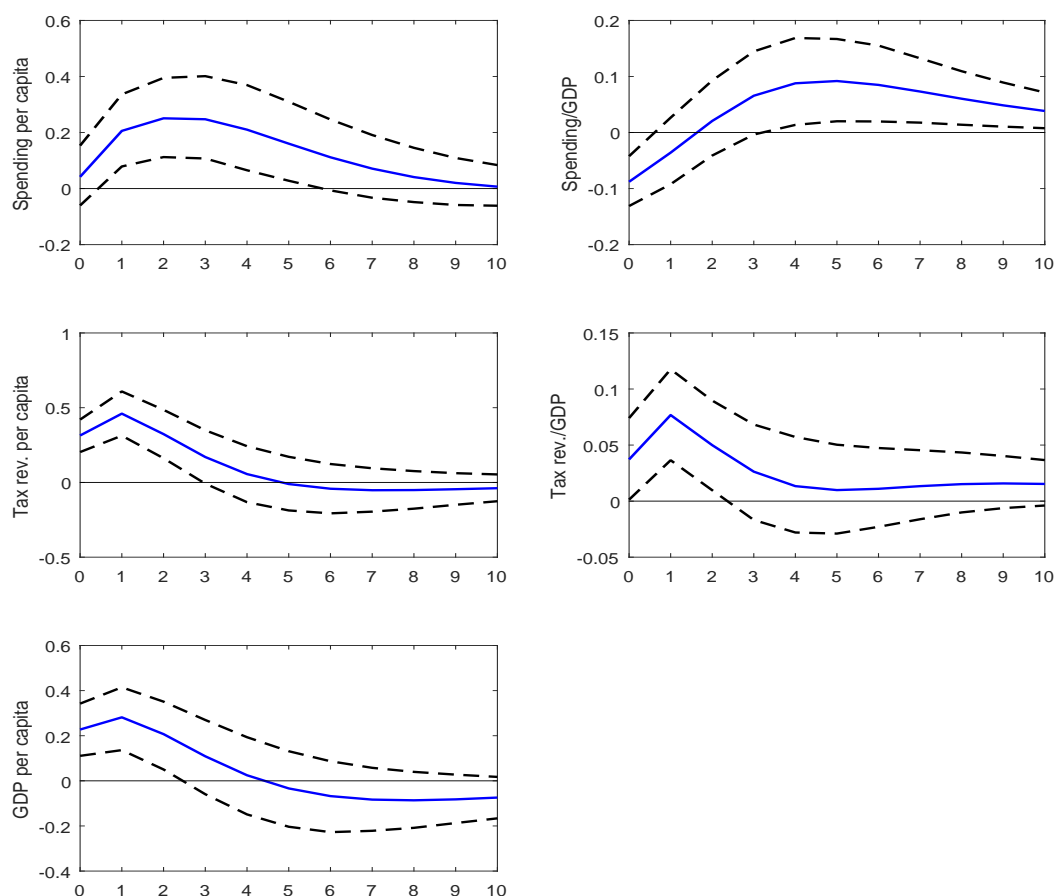 Spending per capita
0.6
0.4
0.2
0
-0.2
0 1 2 3 4 5 6 7 8 9 10
Spending/GDP
0.2
0.1
0
-0.1
-0.2
0 1 2 3 4 5 6 7 8 9 10
Tax rev. per capita
1
0.5
0
-0.5
0 1 2 3 4 5 6 7 8 9 10
Tax rev./GDP
0.15
0.1
0.05
0
-0.05
0 1 2 3 4 5 6 7 8 9 10
GDP per capita
0.6
0.4
0.2
0
-0.2
-0.4
0 1 2 3 4 5 6 7 8 9 10